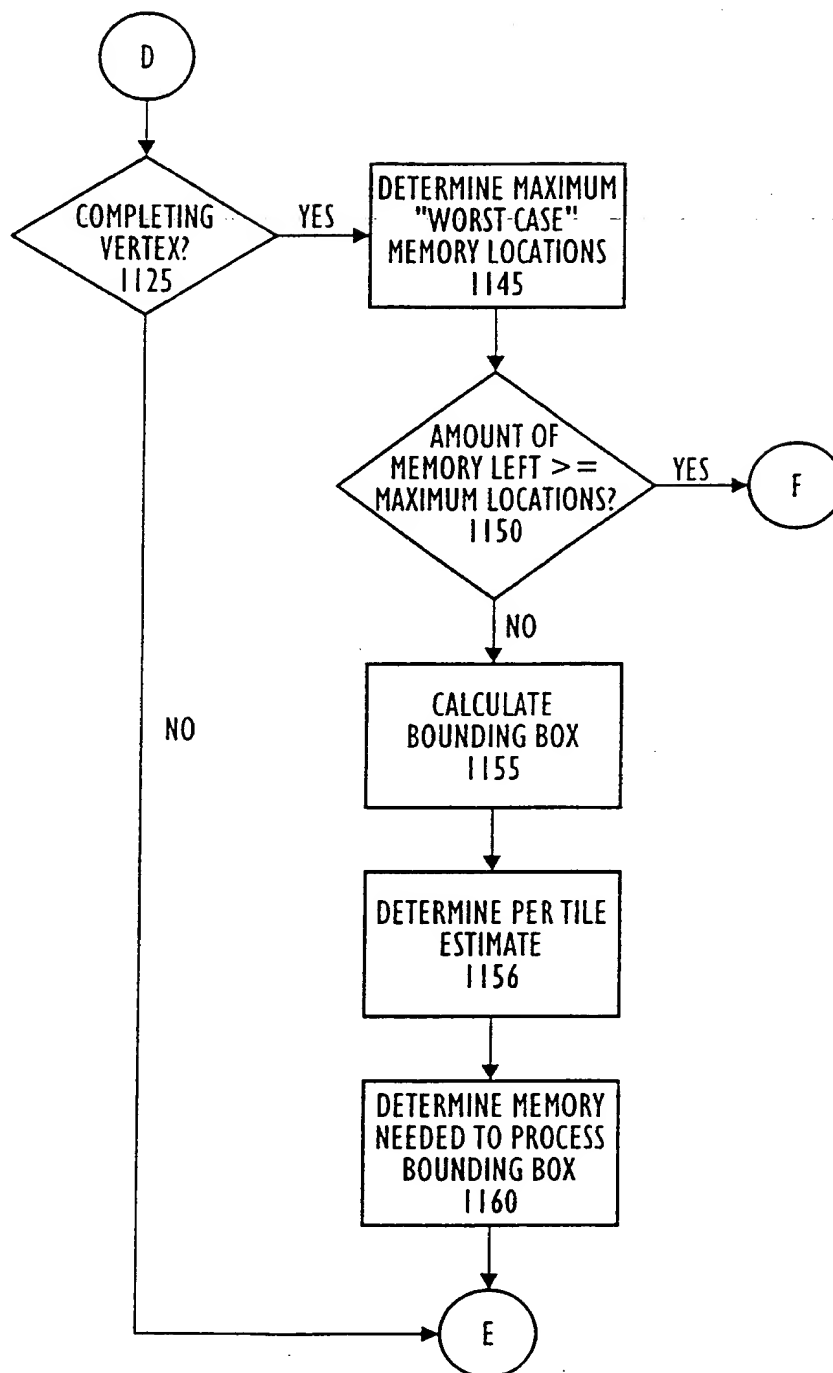 D
COMPLETING
VERTEX?
1125
YES
DETERMINE MAXIMUM
"WORST-CASE"
MEMORY LOCATIONS
1145
AMOUNT OF
MEMORY LEFT >=
MAXIMUM LOCATIONS?
1150
YES
F
NO
CALCULATE
BOUNDING BOX
1155
NO
DETERMINE PER TILE
ESTIMATE
1156
DETERMINE MEMORY
NEEDED TO PROCESS
BOUNDING BOX
1160
E